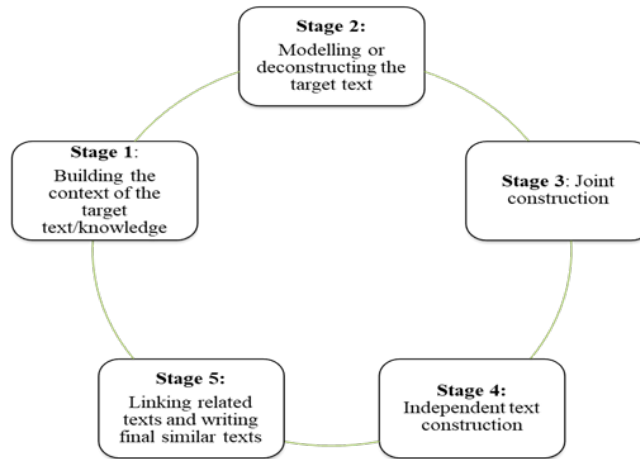 Stage 2:
Modelling or
deconstructing the
target text
Stage 1:
Building the
context of the
target
text/knowledge
Stage 3: Joint
construction
Stage 5:
Linking related
texts and writing
final similar texts
Stage 4:
Independent text
construction